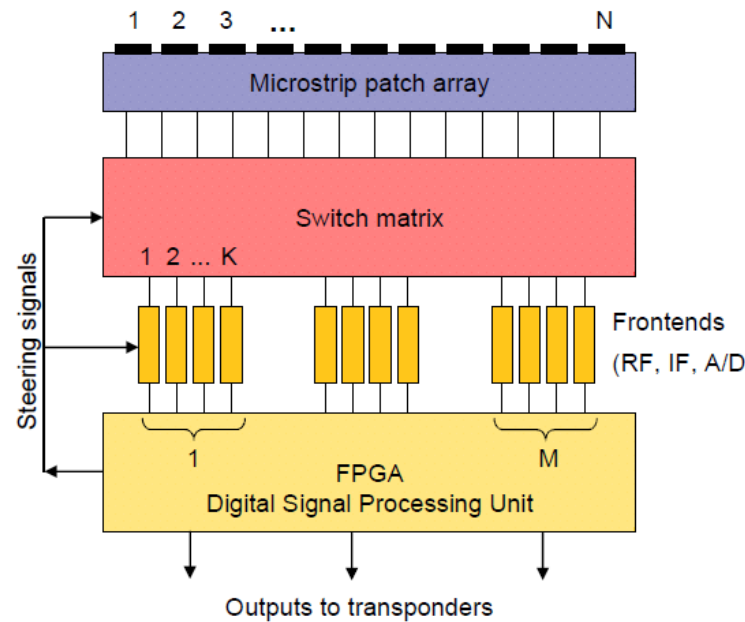 1 2 3 ... N
Microstrip patch array
Switch matrix
1 2 ... K
Steering signals
Frontends
(RF, IF, A/D
1 M
FPGA
Digital Signal Processing Unit
Outputs to transponders